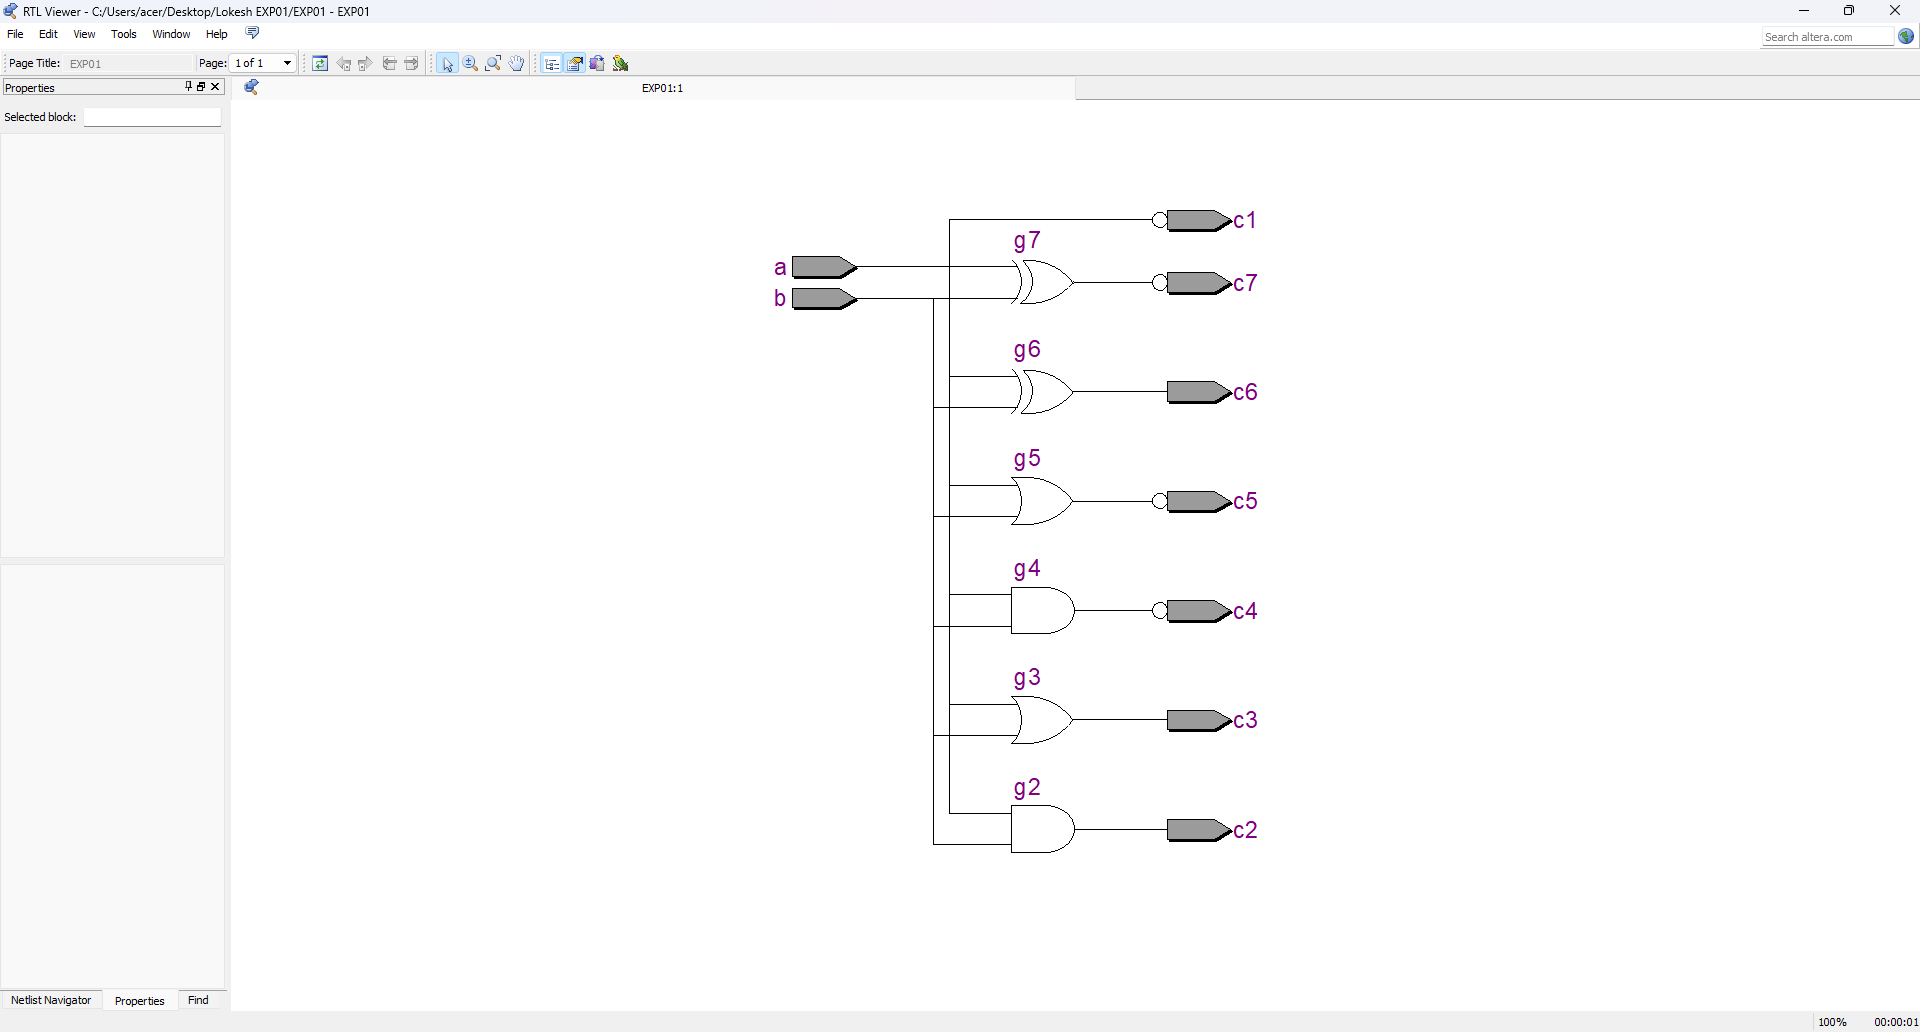 RTL Viewer - C:/Users/acer/Desktop/Lokesh EXP01/EXP01 - EXP01
File Edit View Tools Window Help
Search altera.com
Page Title: EXP01 Page: 1 of 1
Properties
EXP01:1
Selected block:
c1
g7
a
c7
b
g6
c6
g5
c5
g4
c4
g3
c3
g2
c2
Netlist Navigator Properties Find
100% 00:00:01